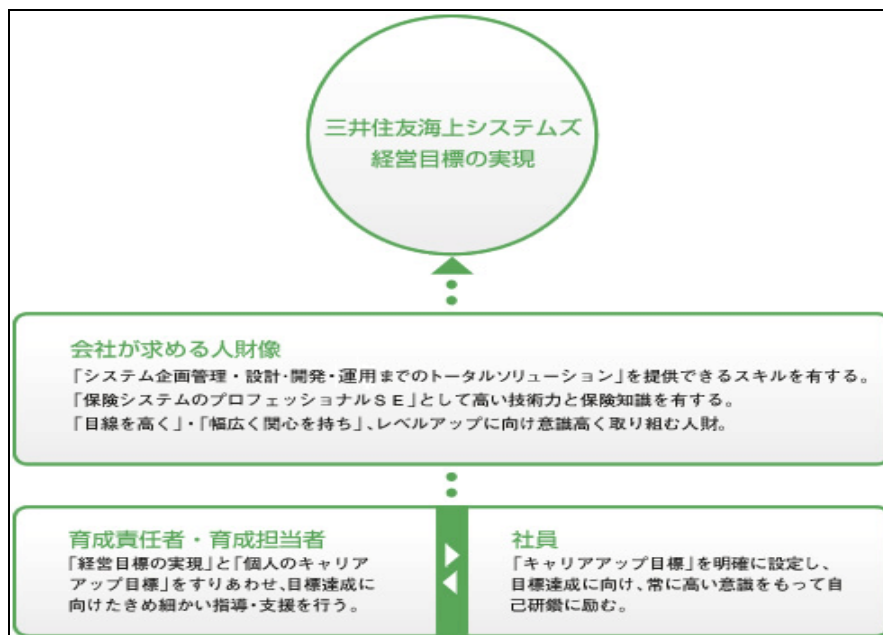 三井住友海上システムズ
経営目標の実現
会社が求める人財像
「システム企画管理・設計・開発・運用までのトータルソリューション」を提供できるスキルを有する。
「保険システムのプロフェッショナルSE」として高い技術力と保険知識を有する。
「目線を高く」・「幅広く関心を持ち」、レベルアップに向け意識高く取り組む人財。
育成責任者・育成担当者
「経営目標の実現」と「個人のキャリア
アップ目標」をすりあわせ、目標達成に
向けたきめ細かい指導・支援を行う。
社員
「キャリアアップ目標」を明確に設定し、
目標達成に向け、常に高い意識をもって自
己研鑽に励む。